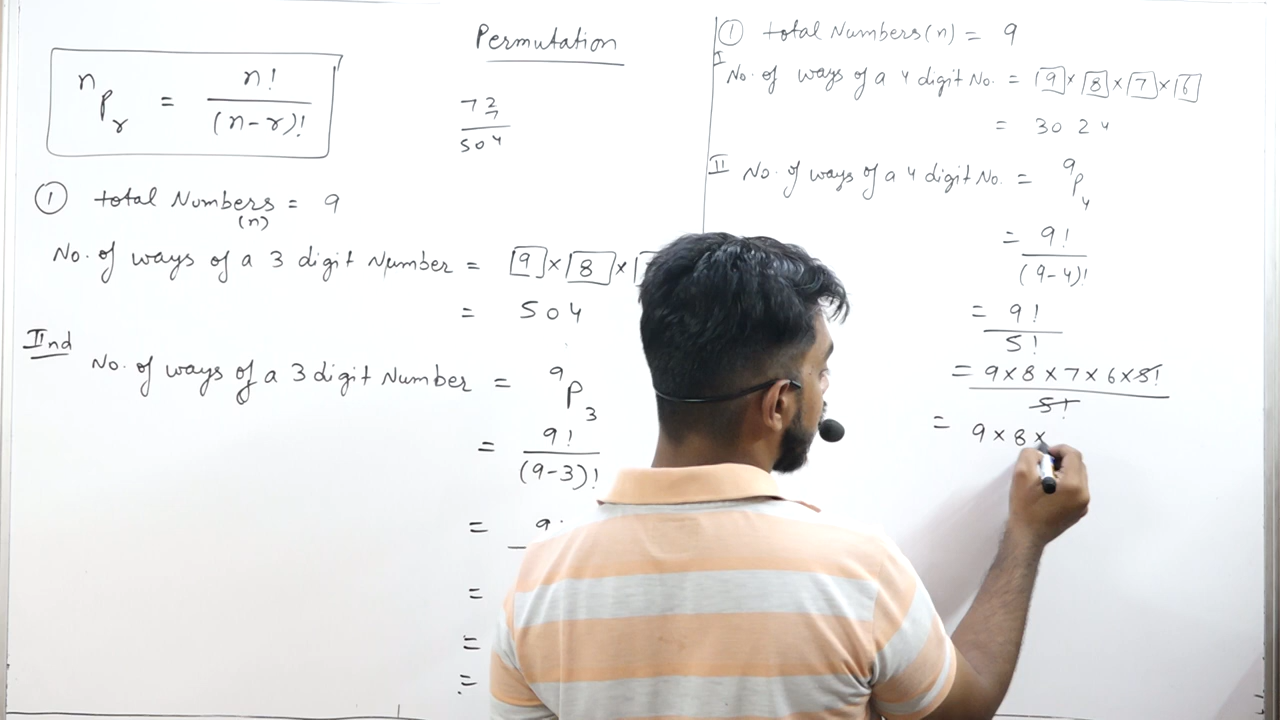 Permutation
nPr = n! / (n-r)!
72
7
504
① total Numbers (n) = 9
No. of ways of a 3 digit Number = 9 × 8 ×
= 504
IInd
No. of ways of a 3 digit Number = 9P3
= 9! / (9-3)!
= 9
=
=
=
① total Numbers (n) = 9
I No. of ways of a 4 digit No. = 9 × 8 × 7 × 6
= 3024
II No. of ways of a 4 digit No. = 9P4
= 9! / (9-4)!
= 9! / 5!
= 9×8×7×6×5! / 5!
= 9×8×